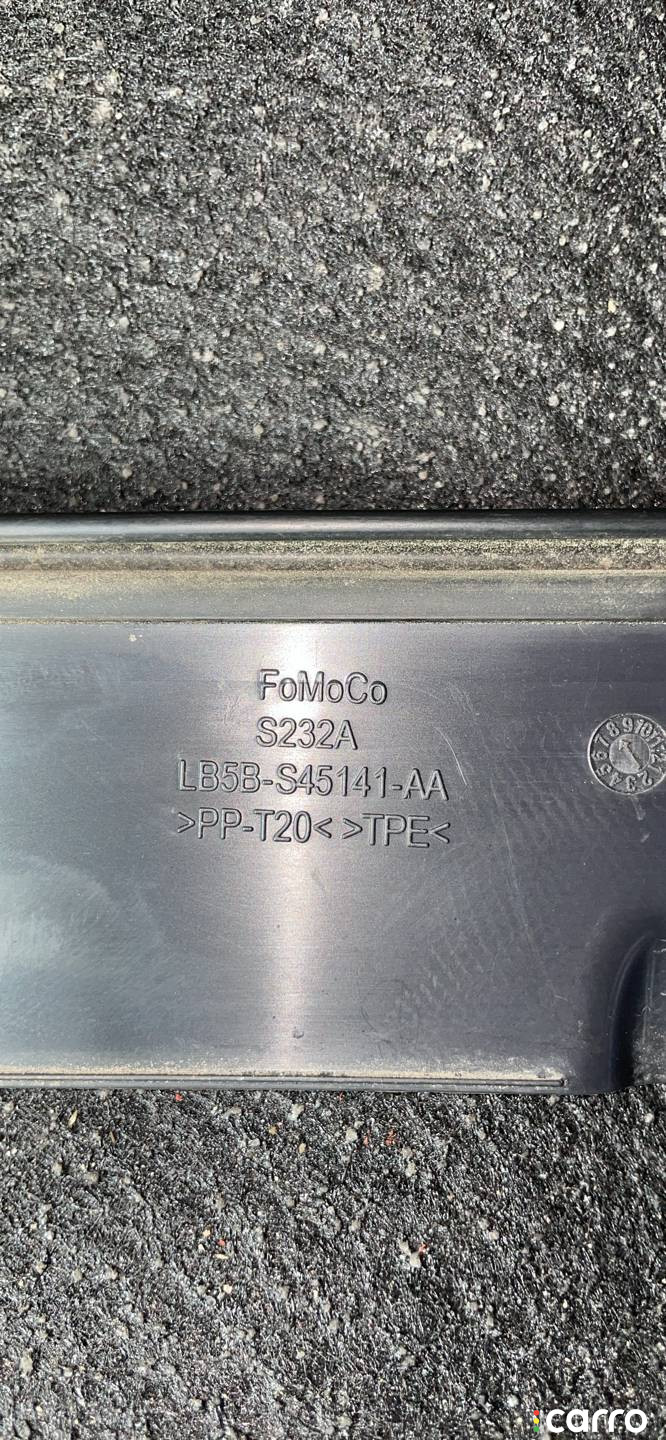 FoMoCo
S232A
LB5B-S45141-AA
>PP-T20< >TPE<
carro